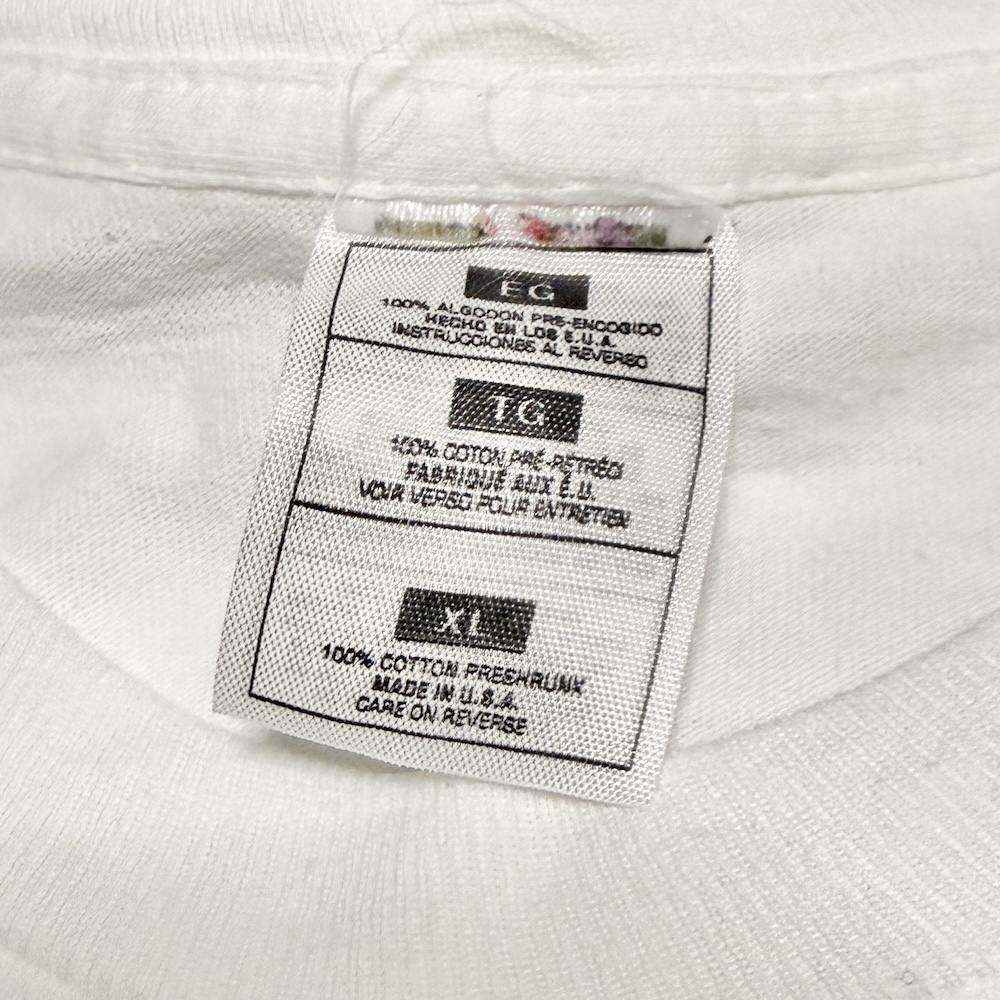 EG
100% ALGODON PRE-ENCOGIDO
HECHO EN LOS E.U.A.
INSTRUCCIONES AL REVERSO
TG
100% COTON PRÉ-RETRÉCI
FABRIQUÉ AUX É.U.
VOIR VERSO POUR ENTRETIEN
XL
100% COTTON PRESHRUNK
MADE IN U.S.A.
CARE ON REVERSE